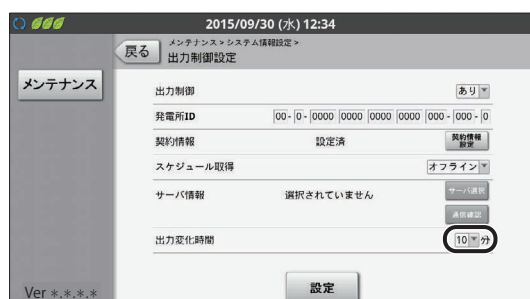 2015/09/30 (水) 12:34
戻る
メンテナンス > システム情報設定 >
出力制御設定
メンテナンス
出力制御 あり
発電所ID 00 - 0 - 0000 0000 0000 0000 000 - 000 - 0
契約情報 設定済 契約情報
設定
スケジュール取得 オフライン
サーバ情報 選択されていません サーバ選択
通信確認
出力変化時間 10 分
設定
Ver *.*.*.*